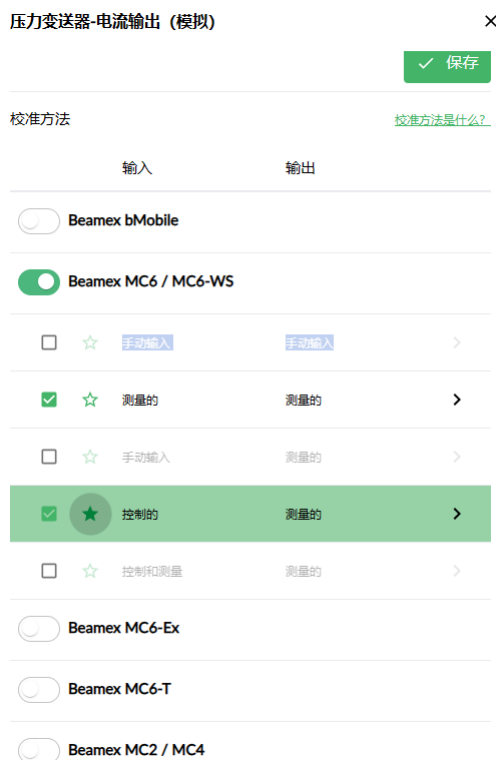 压力变送器-电流输出（模拟）
保存
校准方法 校准方法是什么?
输入 输出
Beamex bMobile
Beamex MC6 / MC6-WS
手动输入 手动输入
测量的 测量的
手动输入 测量的
控制的 测量的
控制和测量 测量的
Beamex MC6-Ex
Beamex MC6-T
Beamex MC2 / MC4